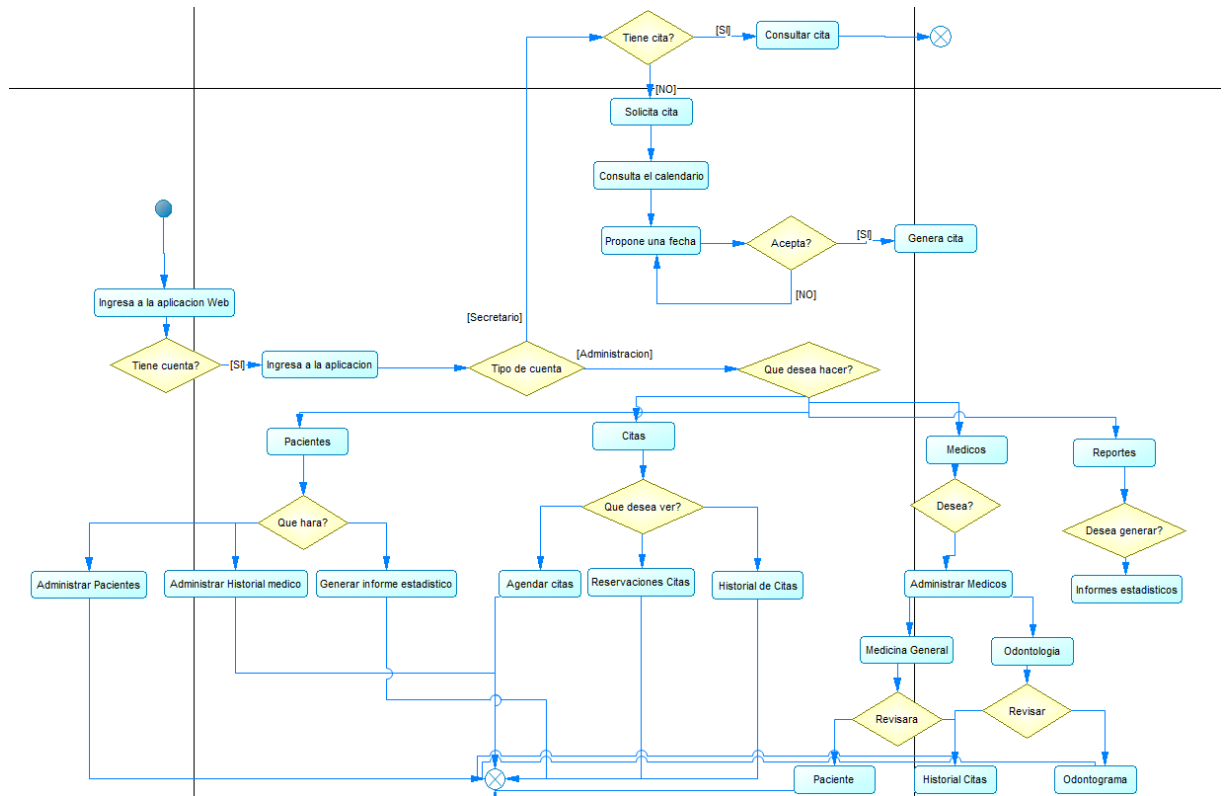 Tiene cita?
[SI]
Consultar cita
[NO]
Solicita cita
Consulta el calendario
Propone una fecha
Acepta?
[SI]
Genera cita
[NO]
Ingresa a la aplicacion Web
[Secretario]
Tiene cuenta?
[SI]
Ingresa a la aplicacion
Tipo de cuenta
[Administracion]
Que desea hacer?
Pacientes
Citas
Medicos
Reportes
Que hara?
Que desea ver?
Desea?
Desea generar?
Administrar Pacientes
Administrar Historial medico
Generar informe estadistico
Agendar citas
Reservaciones Citas
Historial de Citas
Administrar Medicos
Informes estadisticos
Medicina General
Odontologia
Revisara
Revisar
Paciente
Historial Citas
Odontograma